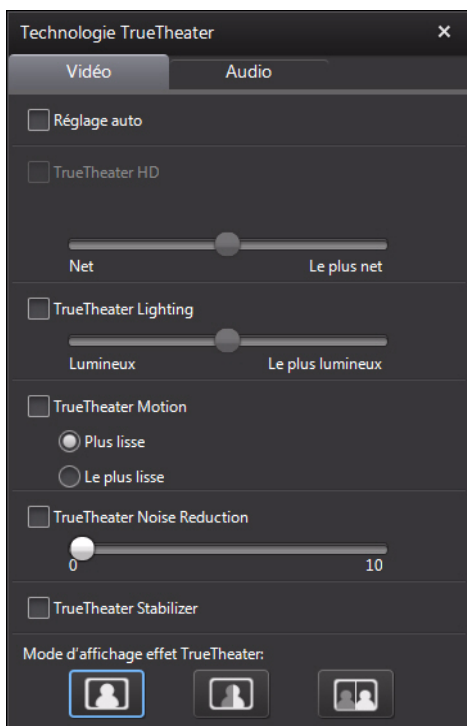 Technologie TrueTheater
Vidéo Audio
Réglage auto
TrueTheater HD
Net Le plus net
TrueTheater Lighting
Lumineux Le plus lumineux
TrueTheater Motion
Plus lisse
Le plus lisse
TrueTheater Noise Reduction
0 10
TrueTheater Stabilizer
Mode d'affichage effet TrueTheater: